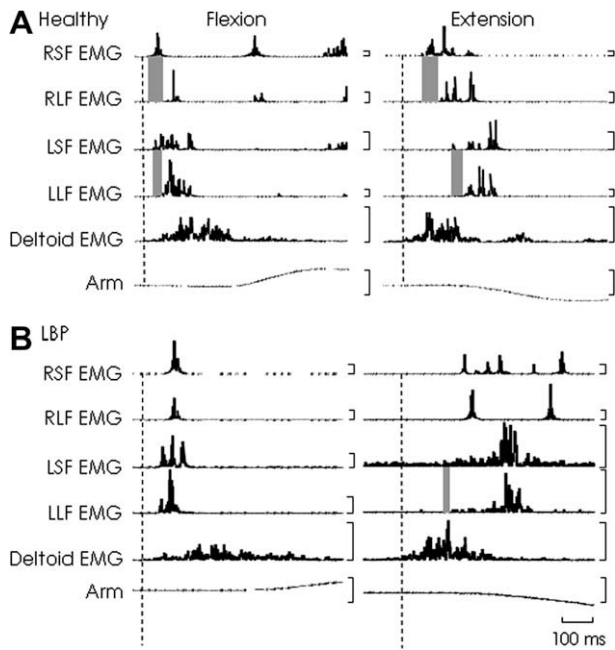 A Healthy Flexion Extension
RSF EMG
RLF EMG
LSF EMG
LLF EMG
Deltoid EMG
Arm
B LBP
RSF EMG
RLF EMG
LSF EMG
LLF EMG
Deltoid EMG
Arm
100 ms